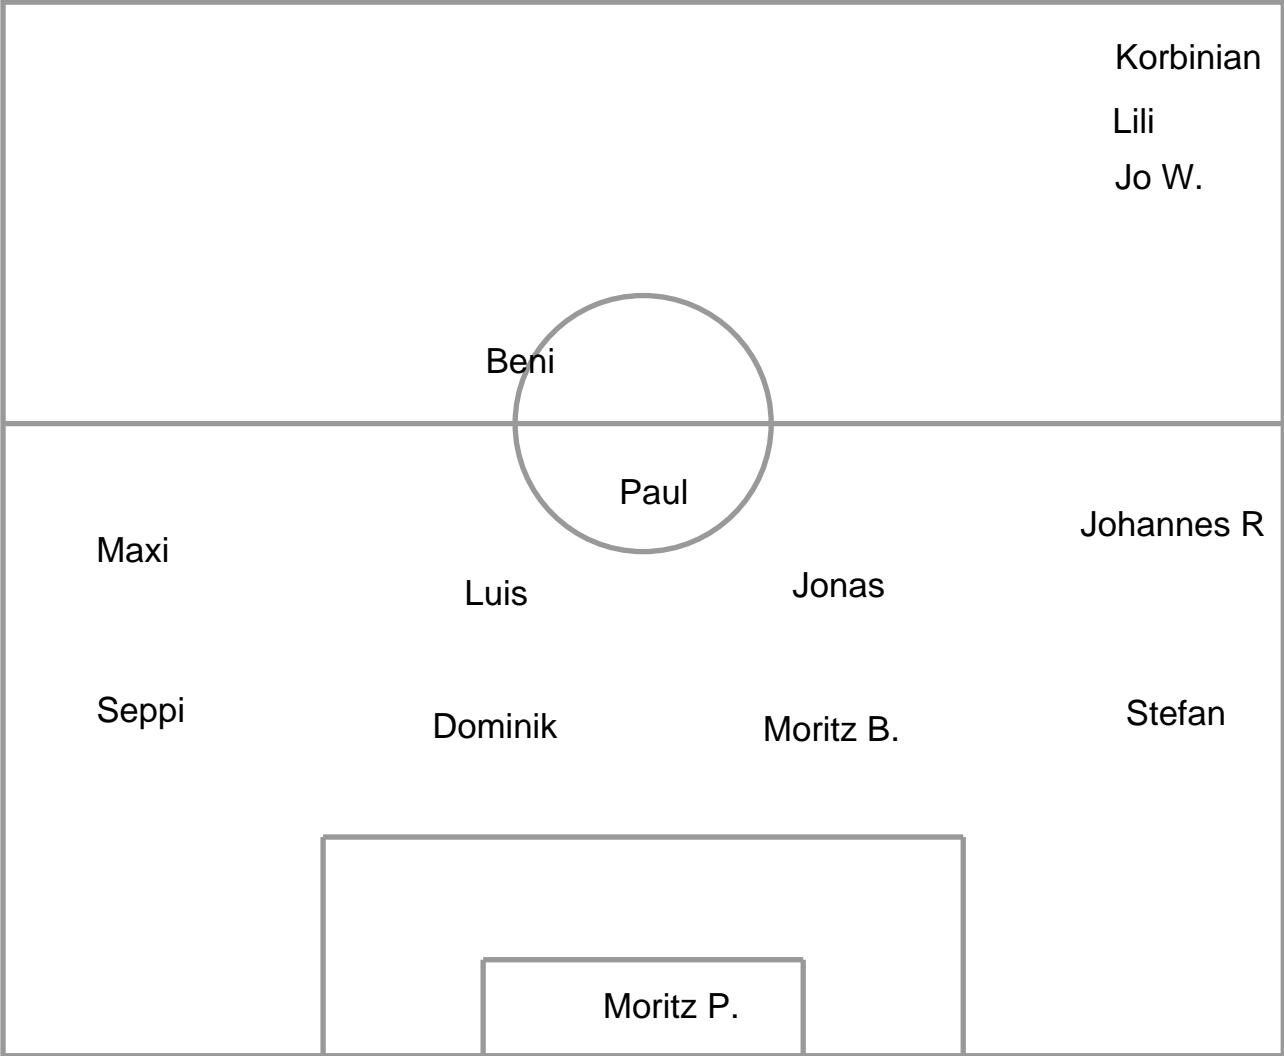 Korbinian
Lili
Jo W.
Beni
Paul
Johannes R
Maxi
Jonas
Luis
Seppi
Stefan
Dominik
Moritz B.
Moritz P.